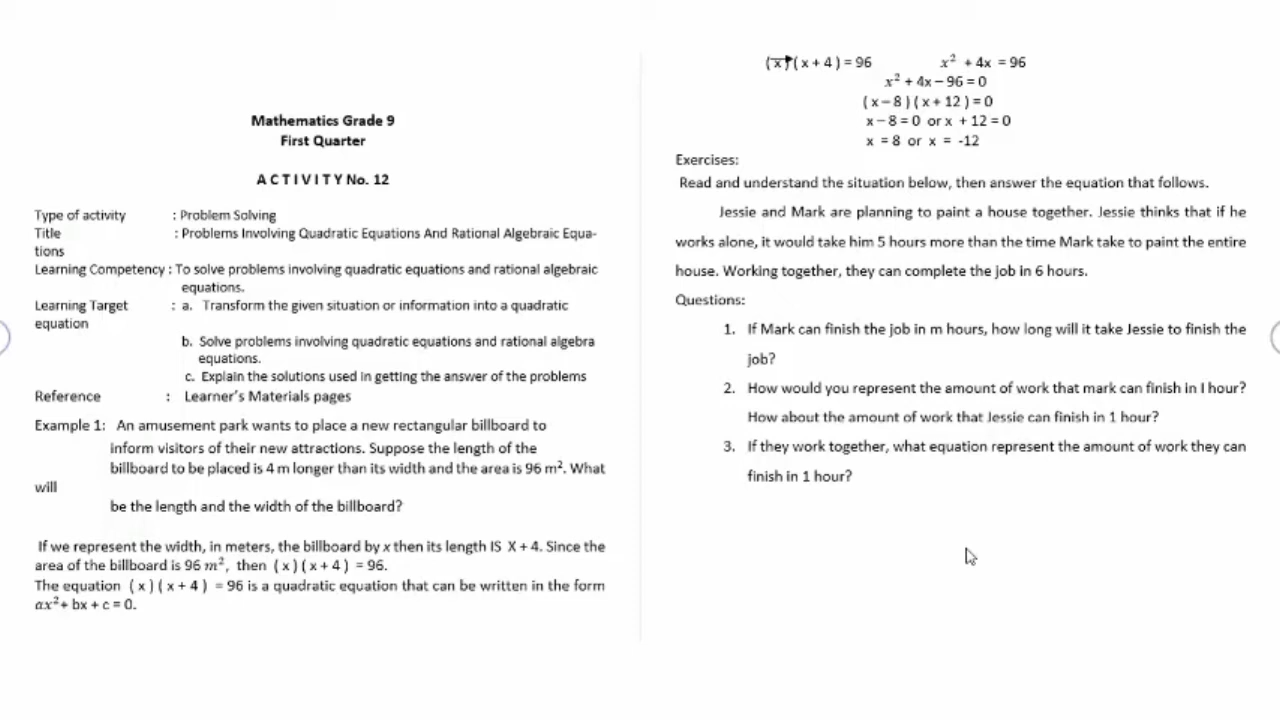 Mathematics Grade 9
First Quarter
A C T I V I T Y No. 12
Type of activity : Problem Solving
Title : Problems Involving Quadratic Equations And Rational Algebraic Equa-
tions
Learning Competency : To solve problems involving quadratic equations and rational algebraic
equations.
Learning Target : a. Transform the given situation or information into a quadratic
equation
b. Solve problems involving quadratic equations and rational algebra
equations.
c. Explain the solutions used in getting the answer of the problems
Reference : Learner's Materials pages
Example 1: An amusement park wants to place a new rectangular billboard to
inform visitors of their new attractions. Suppose the length of the
billboard to be placed is 4 m longer than its width and the area is 96 m². What
will
be the length and the width of the billboard?
If we represent the width, in meters, the billboard by x then its length IS X + 4. Since the
area of the billboard is 96 m², then ( x ) ( x + 4 ) = 96.
The equation ( x ) ( x + 4 ) = 96 is a quadratic equation that can be written in the form
ax²+ bx + c = 0.
( x ) ( x + 4 ) = 96 x² + 4x = 96
x² + 4x – 96 = 0
( x – 8 ) ( x + 12 ) = 0
x – 8 = 0 or x + 12 = 0
x = 8 or x = -12
Exercises:
Read and understand the situation below, then answer the equation that follows.
Jessie and Mark are planning to paint a house together. Jessie thinks that if he
works alone, it would take him 5 hours more than the time Mark take to paint the entire
house. Working together, they can complete the job in 6 hours.
Questions:
1. If Mark can finish the job in m hours, how long will it take Jessie to finish the
job?
2. How would you represent the amount of work that mark can finish in I hour?
How about the amount of work that Jessie can finish in 1 hour?
3. If they work together, what equation represent the amount of work they can
finish in 1 hour?